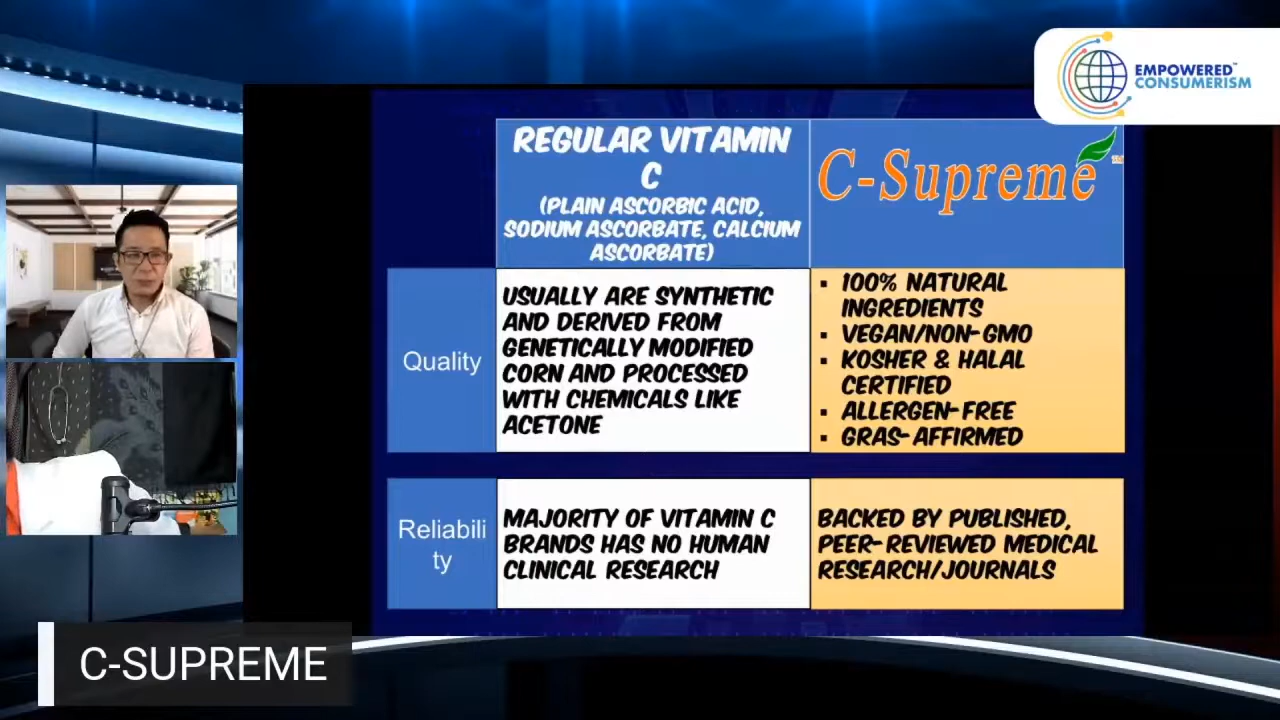 EMPOWERED™
CONSUMERISM
REGULAR VITAMIN
C
(PLAIN ASCORBIC ACID,
SODIUM ASCORBATE, CALCIUM
ASCORBATE)
C-Supreme™
Quality
USUALLY ARE SYNTHETIC
AND DERIVED FROM
GENETICALLY MODIFIED
CORN AND PROCESSED
WITH CHEMICALS LIKE
ACETONE
▪ 100% NATURAL
INGREDIENTS
▪ VEGAN/NON-GMO
▪ KOSHER & HALAL
CERTIFIED
▪ ALLERGEN-FREE
▪ GRAS-AFFIRMED
Reliabili
ty
MAJORITY OF VITAMIN C
BRANDS HAS NO HUMAN
CLINICAL RESEARCH
BACKED BY PUBLISHED,
PEER-REVIEWED MEDICAL
RESEARCH/JOURNALS
C-SUPREME